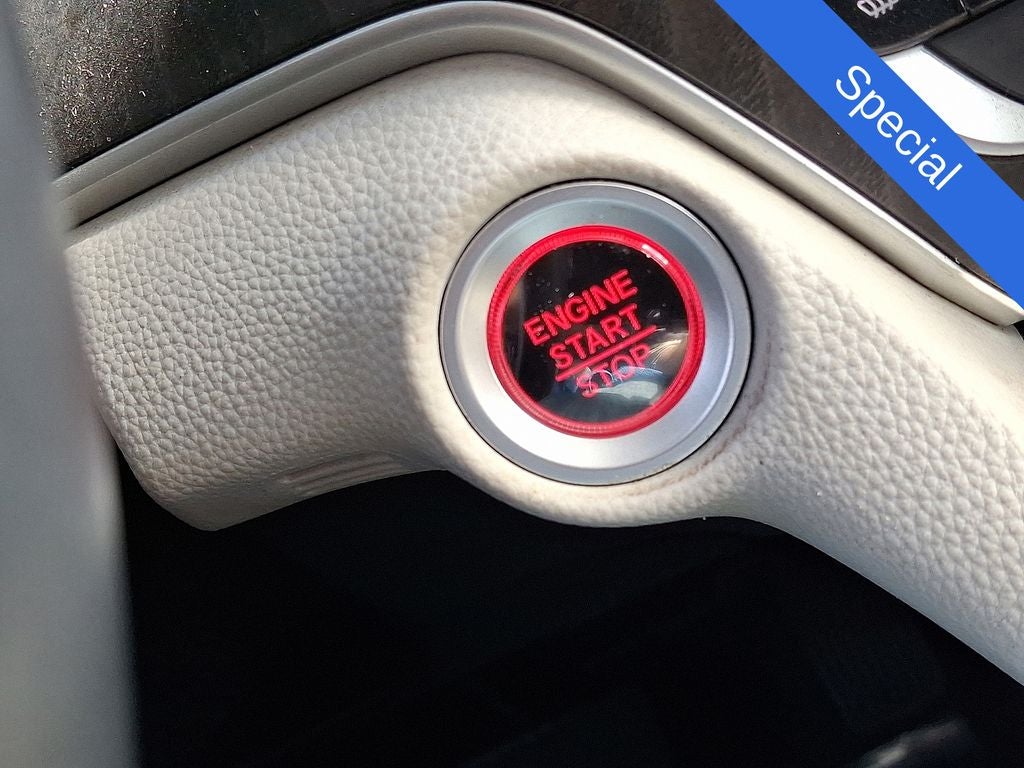 Special
ENGINE
START
STOP